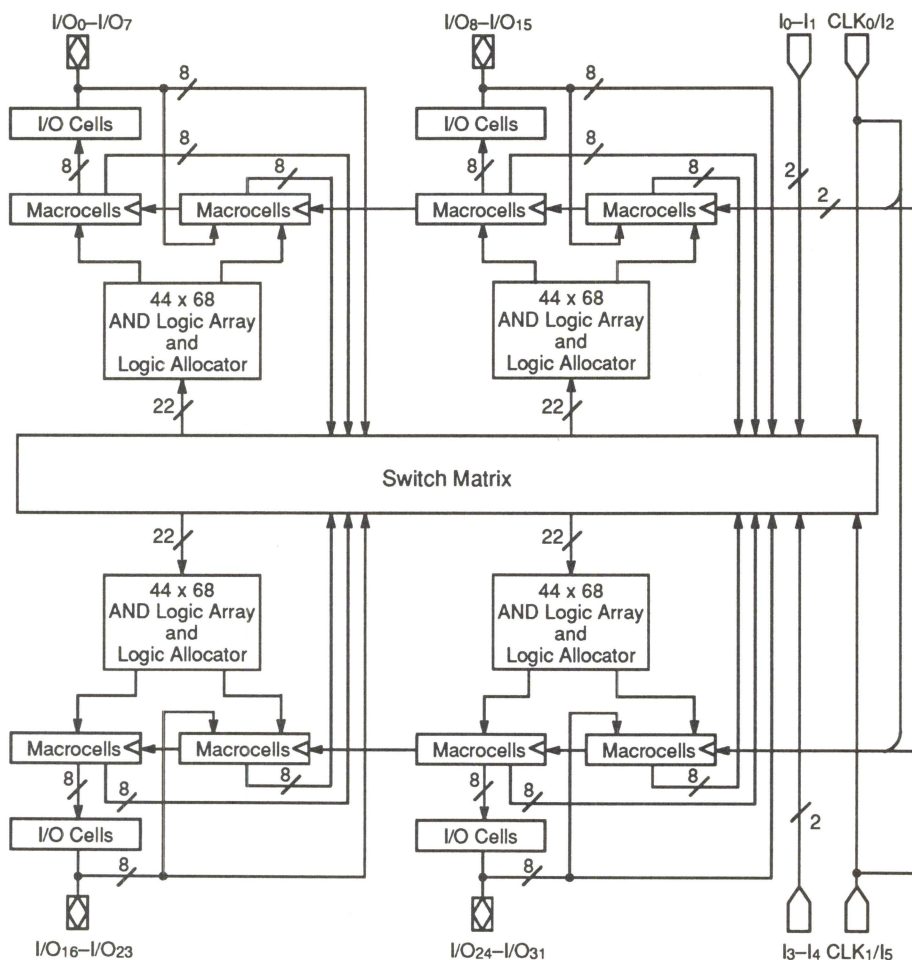 I/O0–I/O7 I/O8–I/O15 I0–I1 CLK0/I2
8 8
I/O Cells I/O Cells
8 8 8 8 8 8 2
Macrocells Macrocells Macrocells Macrocells 2
44 x 68
AND Logic Array
and
Logic Allocator
44 x 68
AND Logic Array
and
Logic Allocator
22 22
Switch Matrix
22 22
44 x 68
AND Logic Array
and
Logic Allocator
44 x 68
AND Logic Array
and
Logic Allocator
Macrocells Macrocells Macrocells Macrocells
8 8 8 8 8 8 2
I/O Cells I/O Cells
8 8
I/O16–I/O23 I/O24–I/O31 I3–I4 CLK1/I5